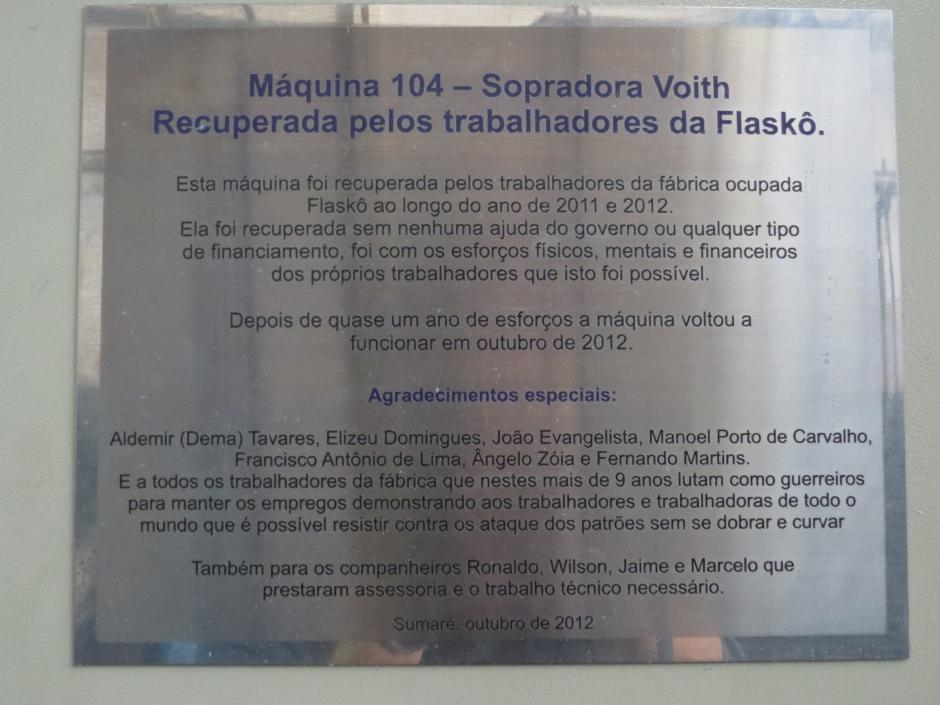 Máquina 104 – Sopradora Voith
Recuperada pelos trabalhadores da Flaskô.
Esta máquina foi recuperada pelos trabalhadores da fábrica ocupada
Flaskô ao longo do ano de 2011 e 2012.
Ela foi recuperada sem nenhuma ajuda do governo ou qualquer tipo
de financiamento, foi com os esforços físicos, mentais e financeiros
dos próprios trabalhadores que isto foi possível.
Depois de quase um ano de esforços a máquina voltou a
funcionar em outubro de 2012.
Agradecimentos especiais:
Aldemir (Dema) Tavares, Elizeu Domingues, João Evangelista, Manoel Porto de Carvalho,
Francisco Antônio de Lima, Ângelo Zóia e Fernando Martins.
E a todos os trabalhadores da fábrica que nestes mais de 9 anos lutam como guerreiros
para manter os empregos demonstrando aos trabalhadores e trabalhadoras de todo o
mundo que é possível resistir contra os ataque dos patrões sem se dobrar e curvar
Também para os companheiros Ronaldo, Wilson, Jaime e Marcelo que
prestaram assessoria e o trabalho técnico necessário.
Sumaré, outubro de 2012